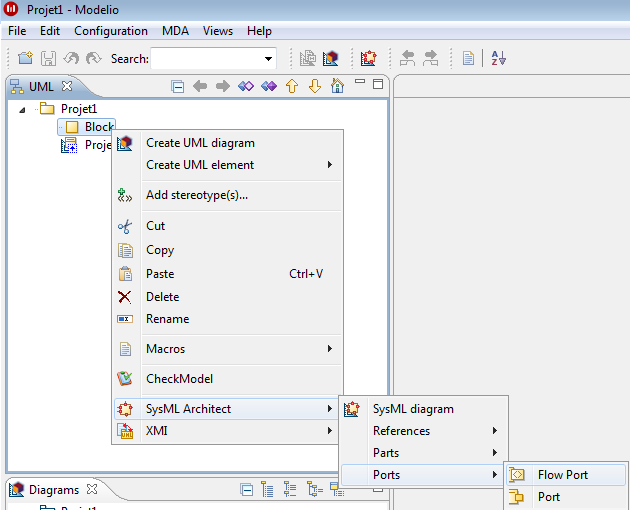 Projet1 - Modelio
File Edit Configuration MDA Views Help
Search:
UML
Projet1
Block
Proje
Create UML diagram
Create UML element
Add stereotype(s)...
Cut
Copy
Paste Ctrl+V
Delete
Rename
Macros
CheckModel
SysML Architect
XMI
SysML diagram
References
Parts
Ports
Flow Port
Port
Diagrams
Projet1